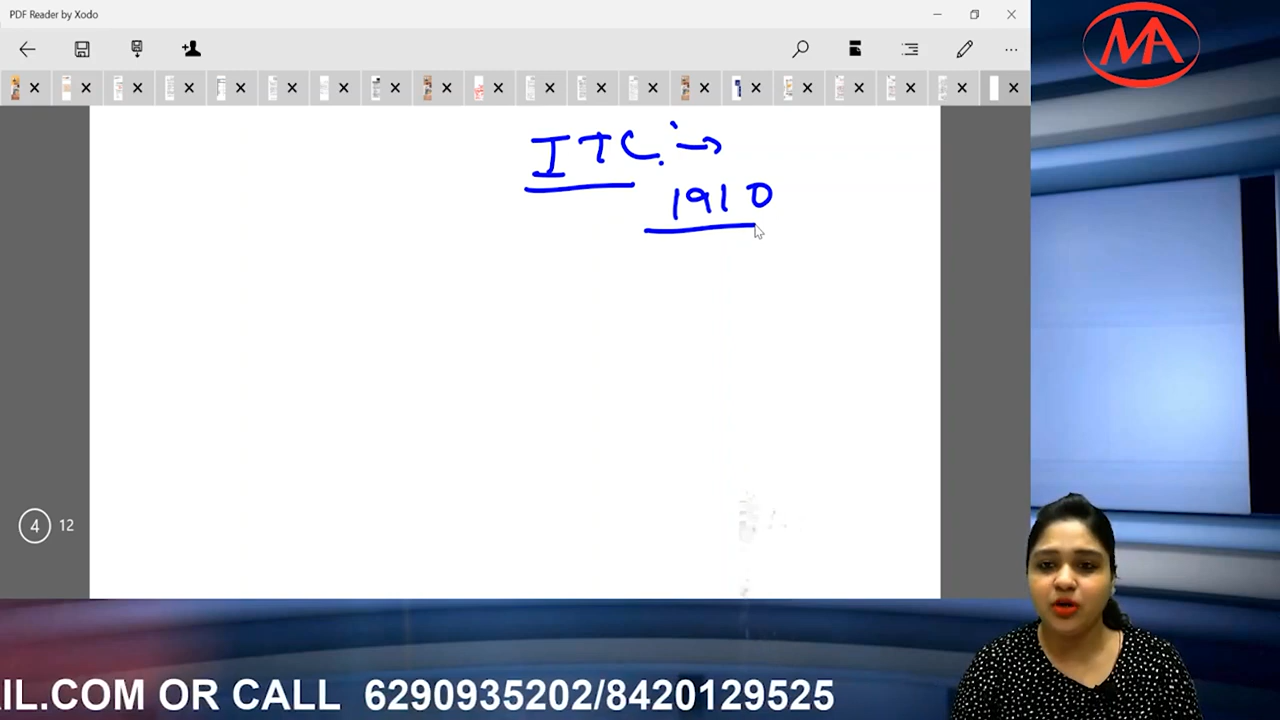 PDF Reader by Xodo
MA
ITC :→
1910
4 12
IL.COM OR CALL 6290935202/8420129525